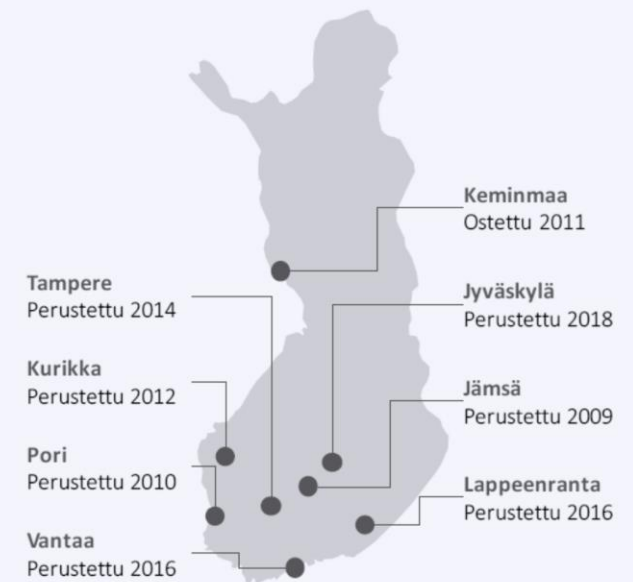 Keminmaa
Ostettu 2011
Tampere
Perustettu 2014
Jyväskylä
Perustettu 2018
Kurikka
Perustettu 2012
Jämsä
Perustettu 2009
Pori
Perustettu 2010
Lappeenranta
Perustettu 2016
Vantaa
Perustettu 2016